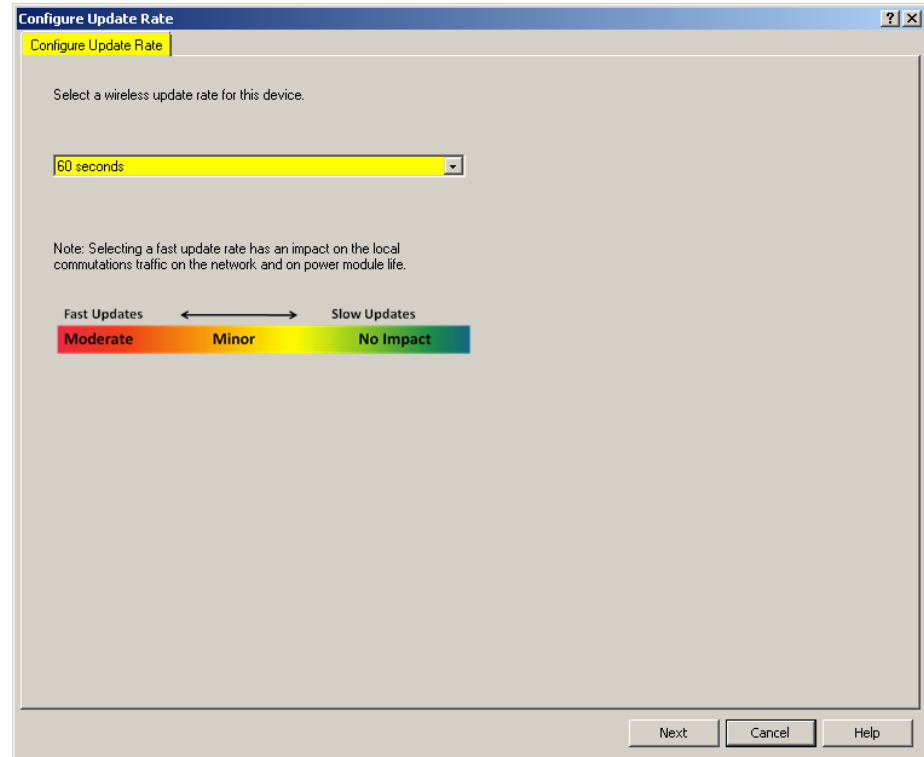 Configure Update Rate
Configure Update Rate
Select a wireless update rate for this device.
60 seconds
Note: Selecting a fast update rate has an impact on the local
commutations traffic on the network and on power module life.
Fast Updates Slow Updates
Moderate Minor No Impact
Next Cancel Help